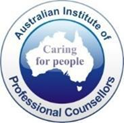 Australian Institute of
Caring
for people
Professional Counsellors